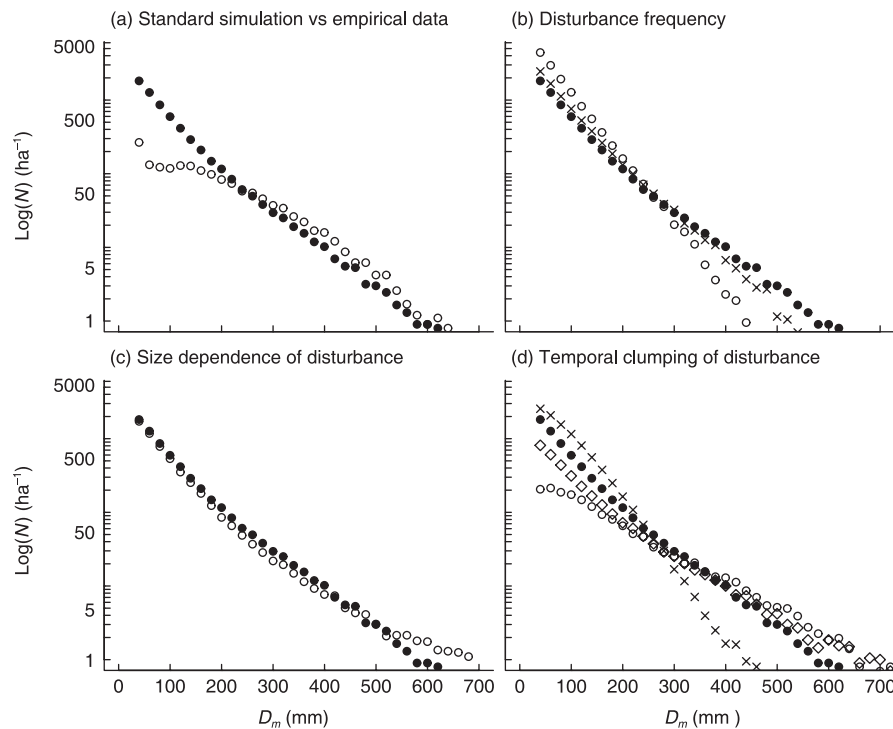 (a) Standard simulation vs empirical data
(b) Disturbance frequency
5000
500
50
5
1
Log(N) (ha⁻¹)
(c) Size dependence of disturbance
(d) Temporal clumping of disturbance
5000
500
50
5
1
Log(N) (ha⁻¹)
0 100 200 300 400 500 600 700
0 100 200 300 400 500 600 700
Dₘ (mm)
Dₘ (mm )